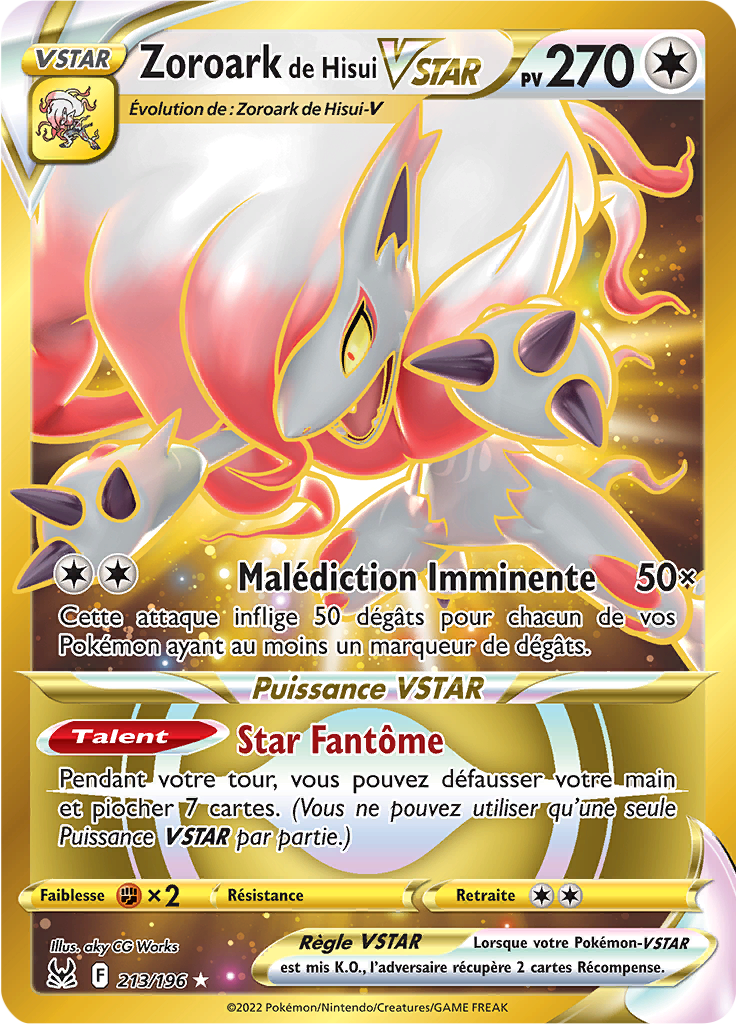 VSTAR
Zoroark de Hisui VSTAR PV 270
Évolution de : Zoroark de Hisui-V
Malédiction Imminente 50×
Cette attaque inflige 50 dégâts pour chacun de vos
Pokémon ayant au moins un marqueur de dégâts.
Puissance VSTAR
Talent Star Fantôme
Pendant votre tour, vous pouvez défausser votre main
et piocher 7 cartes. (Vous ne pouvez utiliser qu'une seule
Puissance VSTAR par partie.)
Faiblesse ×2 Résistance Retraite
Illus. aky CG Works
Règle VSTAR Lorsque votre Pokémon-VSTAR
est mis K.O., l'adversaire récupère 2 cartes Récompense.
F 213/196 ★
©2022 Pokémon/Nintendo/Creatures/GAME FREAK